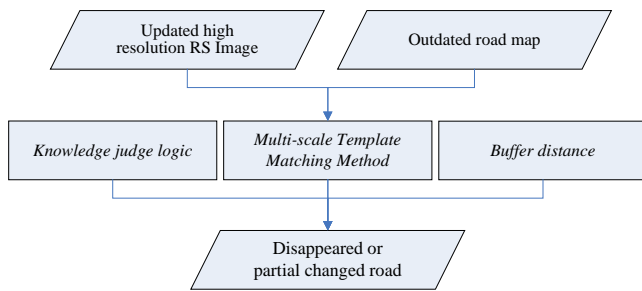 Updated high
resolution RS Image
Outdated road map
Knowledge judge logic
Multi-scale Template
Matching Method
Buffer distance
Disappeared or
partial changed road